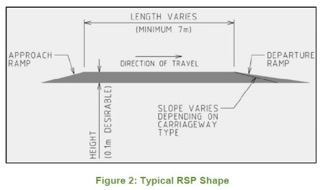 LENGTH VARIES
(MINIMUM 7m)
APPROACH
RAMP
DIRECTION OF TRAVEL
DEPARTURE
RAMP
HEIGHT
(0.1m DESIRABLE)
SLOPE VARIES
DEPENDING ON
CARRIAGEWAY
TYPE
Figure 2: Typical RSP Shape